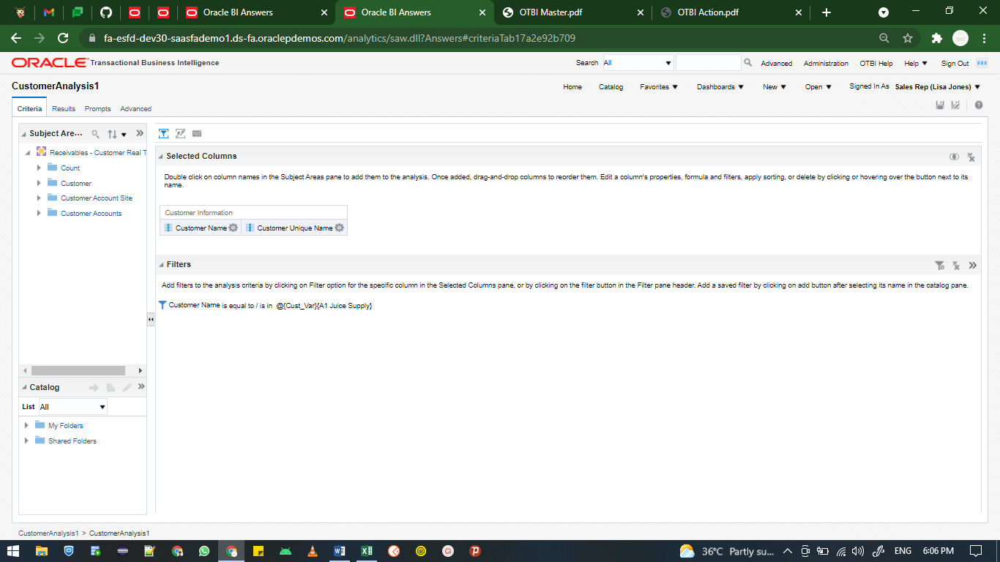 Oracle BI Answers
Oracle BI Answers
OTBI Master.pdf
OTBI Action.pdf
fa-esfd-dev30-saasfademo1.ds-fa.oraclepdemos.com/analytics/saw.dll?Answers#criteriaTab17a2e92b709
ORACLE Transactional Business Intelligence
Search All Advanced Administration OTBI Help Help Sign Out
CustomerAnalysis1
Home Catalog Favorites Dashboards New Open Signed In As Sales Rep (Lisa Jones)
Criteria Results Prompts Advanced
Subject Are...
Receivables - Customer Real T
Count
Customer
Customer Account Site
Customer Accounts
Catalog
List All
My Folders
Shared Folders
Selected Columns
Double click on column names in the Subject Areas pane to add them to the analysis. Once added, drag-and-drop columns to reorder them. Edit a column's properties, formula and filters, apply sorting, or delete by clicking or hovering over the button next to its
name.
Customer Information
Customer Name Customer Unique Name
Filters
Add filters to the analysis criteria by clicking on Filter option for the specific column in the Selected Columns pane, or by clicking on the filter button in the Filter pane header. Add a saved filter by clicking on add button after selecting its name in the catalog pane.
Customer Name is equal to / is in @{Cust_Var}{A1 Juice Supply}
CustomerAnalysis1 > CustomerAnalysis1
36°C Partly su... ENG 6:06 PM